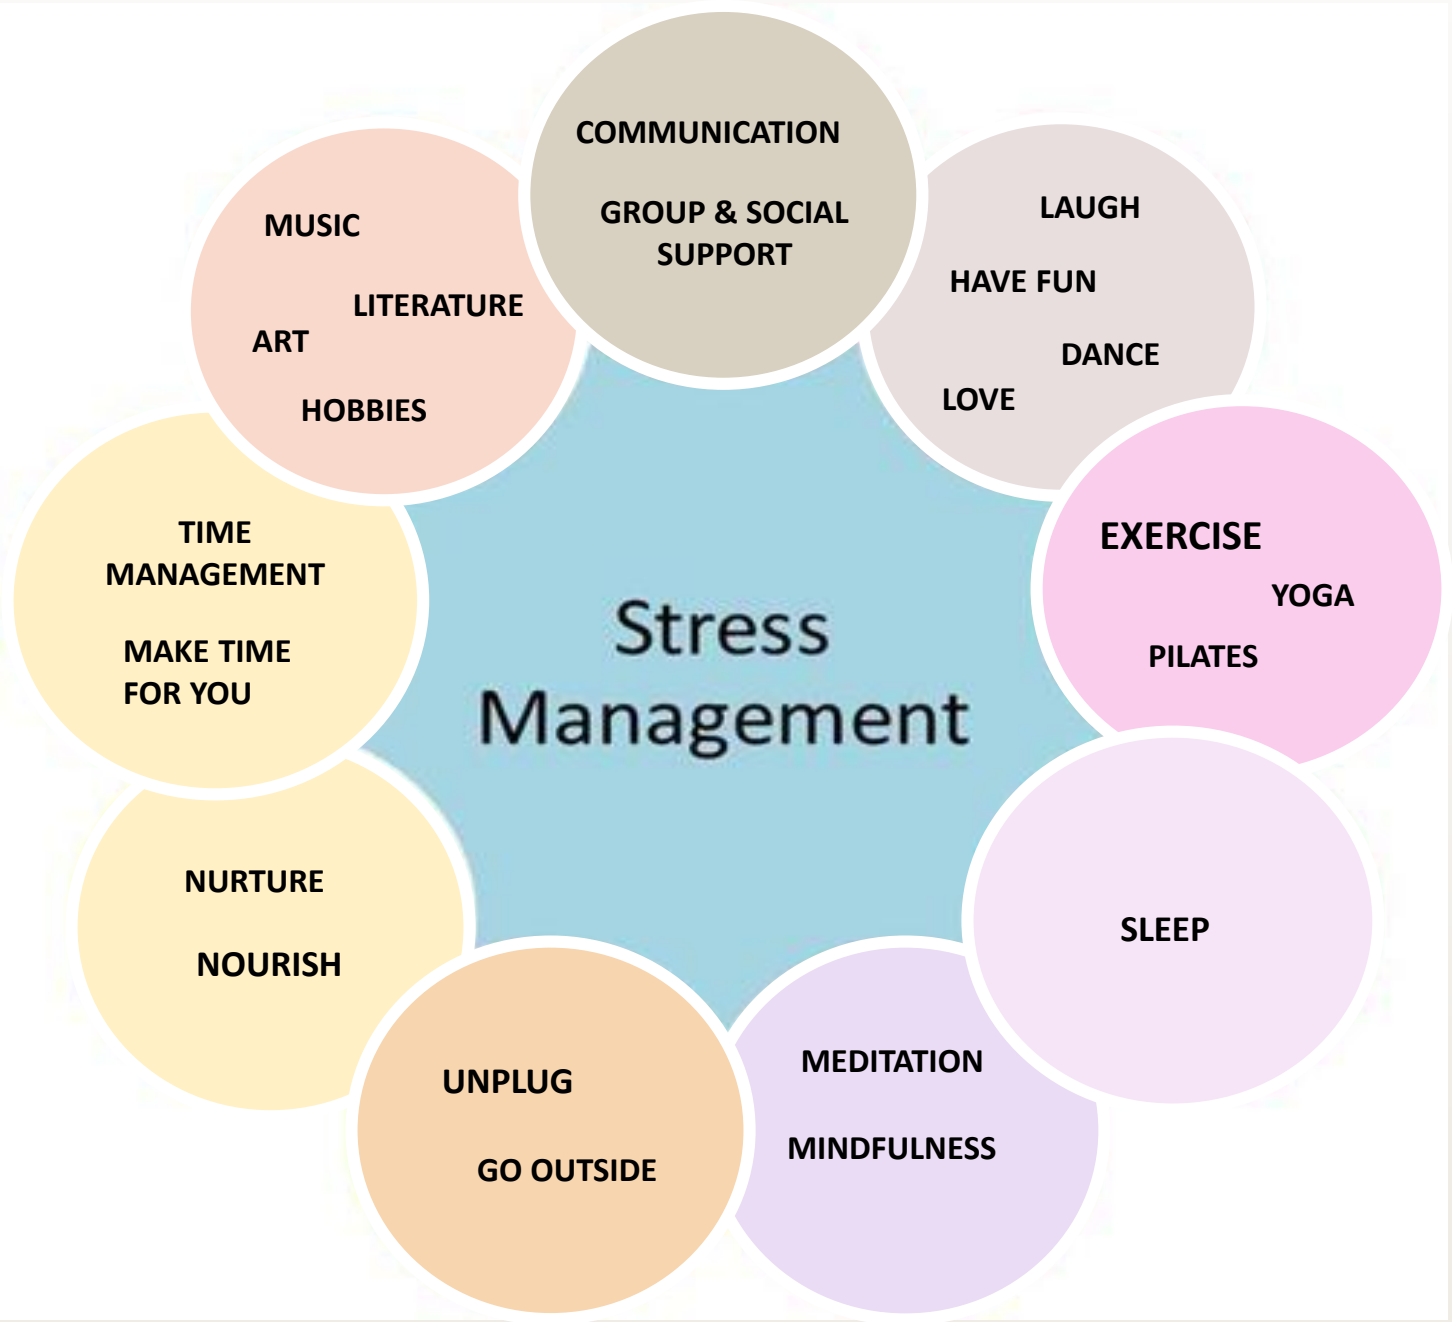 COMMUNICATION
GROUP & SOCIAL
SUPPORT
LAUGH
HAVE FUN
DANCE
LOVE
EXERCISE
YOGA
PILATES
SLEEP
MEDITATION
MINDFULNESS
UNPLUG
GO OUTSIDE
NURTURE
NOURISH
TIME
MANAGEMENT
MAKE TIME
FOR YOU
MUSIC
LITERATURE
ART
HOBBIES
Stress
Management